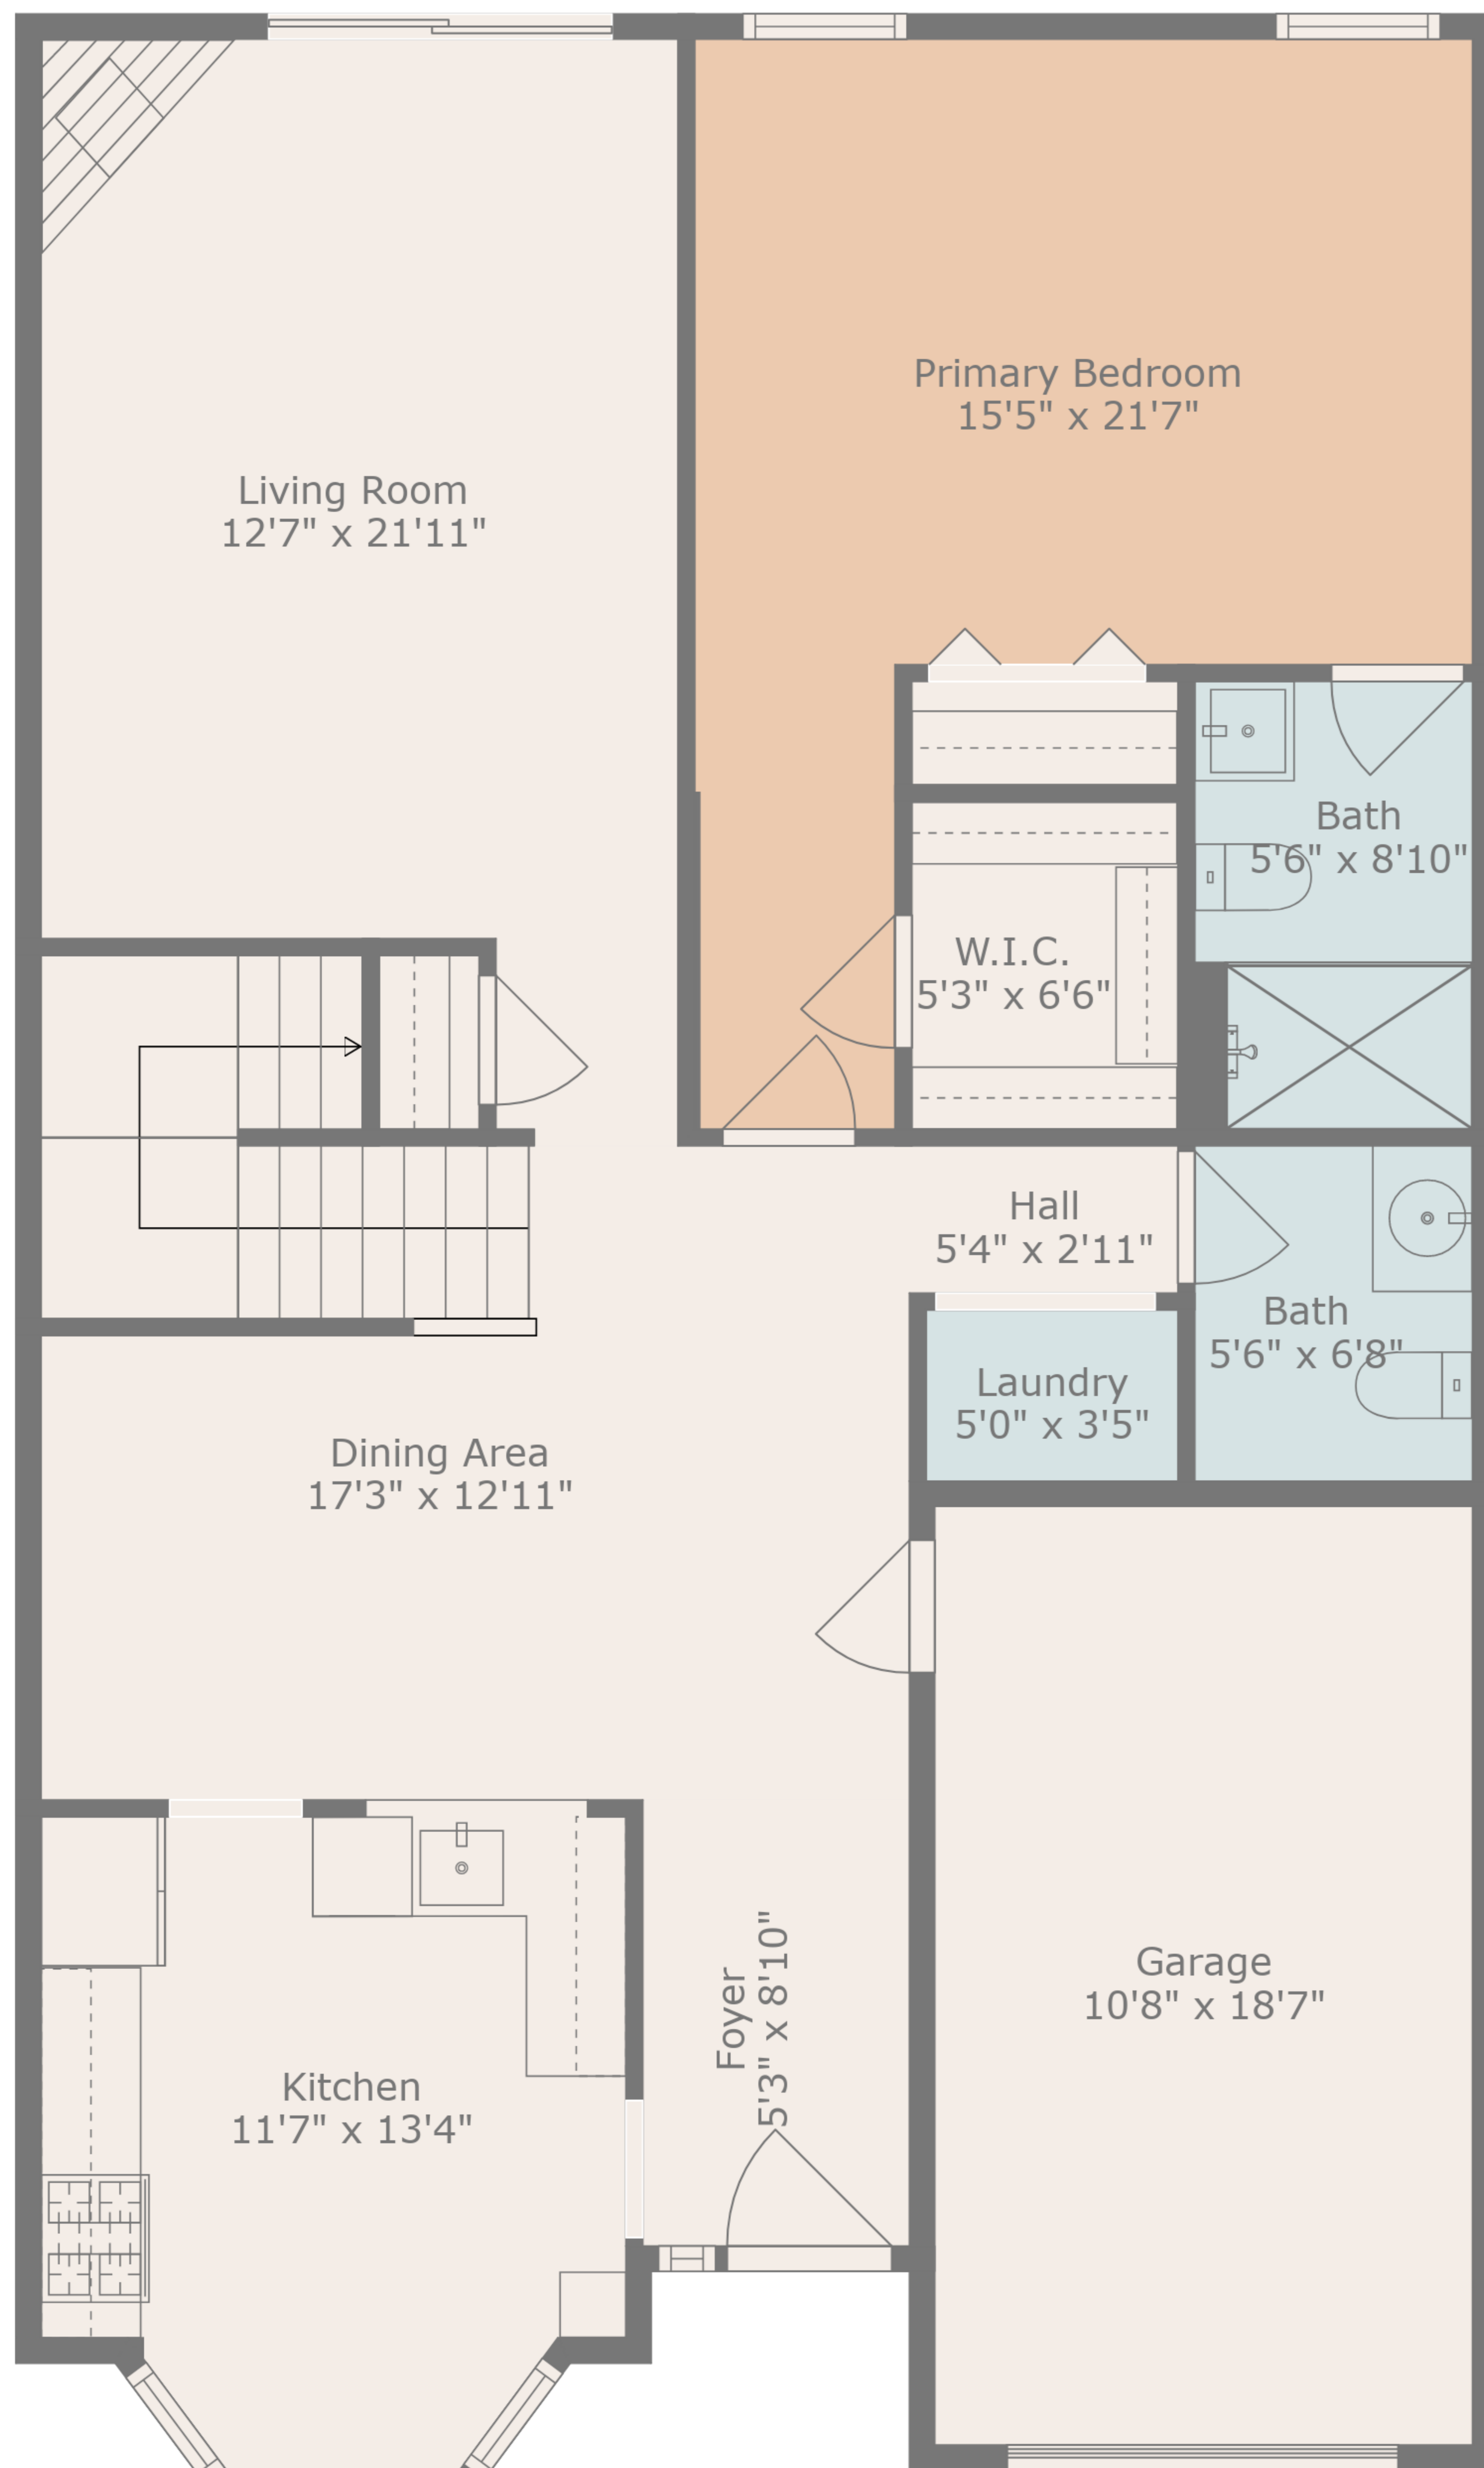 Primary Bedroom
15'5" x 21'7"
Living Room
12'7" x 21'11"
Bath
5'6" x 8'10"
W.I.C.
5'3" x 6'6"
Hall
5'4" x 2'11"
Bath
5'6" x 6'8"
Laundry
5'0" x 3'5"
Dining Area
17'3" x 12'11"
Foyer
5'3" x 8'10"
Garage
10'8" x 18'7"
Kitchen
11'7" x 13'4"